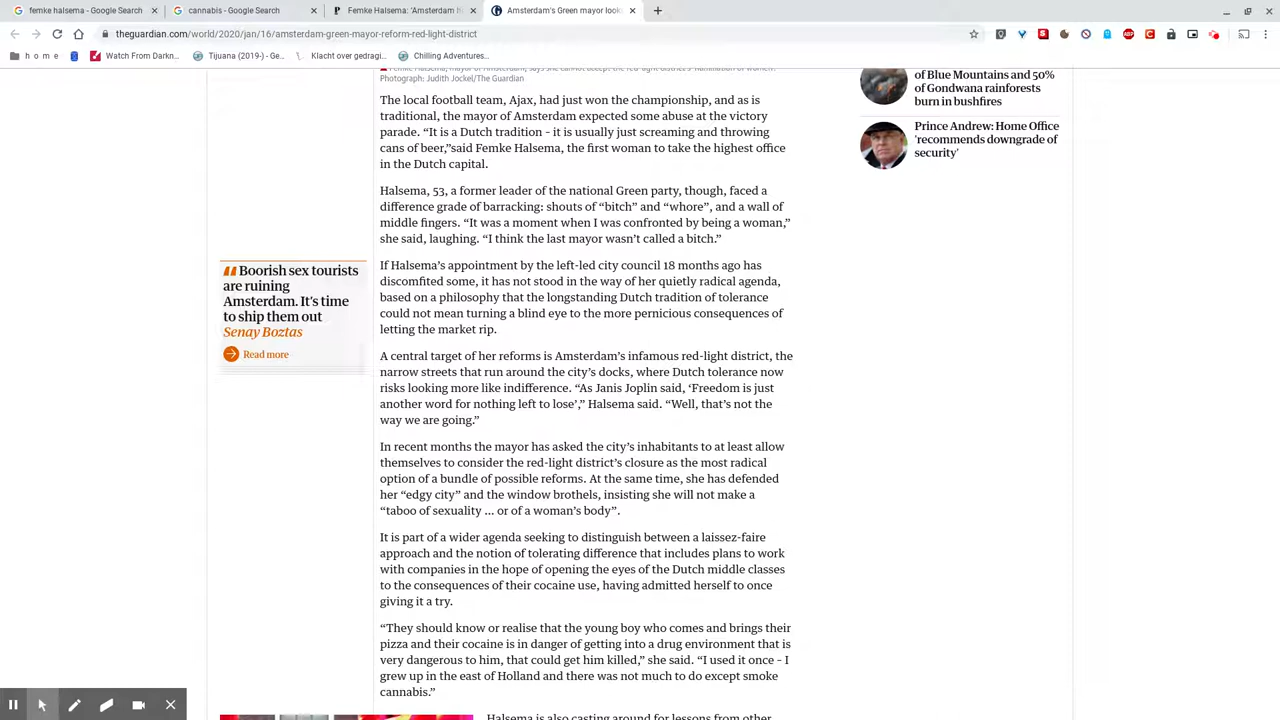 femke halsema - Google Search
cannabis - Google Search
Femke Halsema: 'Amsterdam h
Amsterdam's Green mayor look
theguardian.com/world/2020/jan/16/amsterdam-green-mayor-reform-red-light-district
h o m e
Watch From Darkn...
Tijuana (2019-) - Ge...
Klacht over gedragi...
Chilling Adventures...
Photograph: Judith Jockel/The Guardian
The local football team, Ajax, had just won the championship, and as is
traditional, the mayor of Amsterdam expected some abuse at the victory
parade. “It is a Dutch tradition – it is usually just screaming and throwing
cans of beer,”said Femke Halsema, the first woman to take the highest office
in the Dutch capital.
Halsema, 53, a former leader of the national Green party, though, faced a
difference grade of barracking: shouts of “bitch” and “whore”, and a wall of
middle fingers. “It was a moment when I was confronted by being a woman,”
she said, laughing. “I think the last mayor wasn’t called a bitch.”
If Halsema’s appointment by the left-led city council 18 months ago has
discomfited some, it has not stood in the way of her quietly radical agenda,
based on a philosophy that the longstanding Dutch tradition of tolerance
could not mean turning a blind eye to the more pernicious consequences of
letting the market rip.
A central target of her reforms is Amsterdam’s infamous red-light district, the
narrow streets that run around the city’s docks, where Dutch tolerance now
risks looking more like indifference. “As Janis Joplin said, ‘Freedom is just
another word for nothing left to lose’,” Halsema said. “Well, that’s not the
way we are going.”
In recent months the mayor has asked the city’s inhabitants to at least allow
themselves to consider the red-light district’s closure as the most radical
option of a bundle of possible reforms. At the same time, she has defended
her “edgy city” and the window brothels, insisting she will not make a
“taboo of sexuality ... or of a woman’s body”.
It is part of a wider agenda seeking to distinguish between a laissez-faire
approach and the notion of tolerating difference that includes plans to work
with companies in the hope of opening the eyes of the Dutch middle classes
to the consequences of their cocaine use, having admitted herself to once
giving it a try.
“They should know or realise that the young boy who comes and brings their
pizza and their cocaine is in danger of getting into a drug environment that is
very dangerous to him, that could get him killed,” she said. “I used it once – I
grew up in the east of Holland and there was not much to do except smoke
cannabis.”
Halsema is also casting around for lessons from other
Boorish sex tourists
are ruining
Amsterdam. It’s time
to ship them out
Senay Boztas
Read more
of Blue Mountains and 50%
of Gondwana rainforests
burn in bushfires
Prince Andrew: Home Office
‘recommends downgrade of
security’